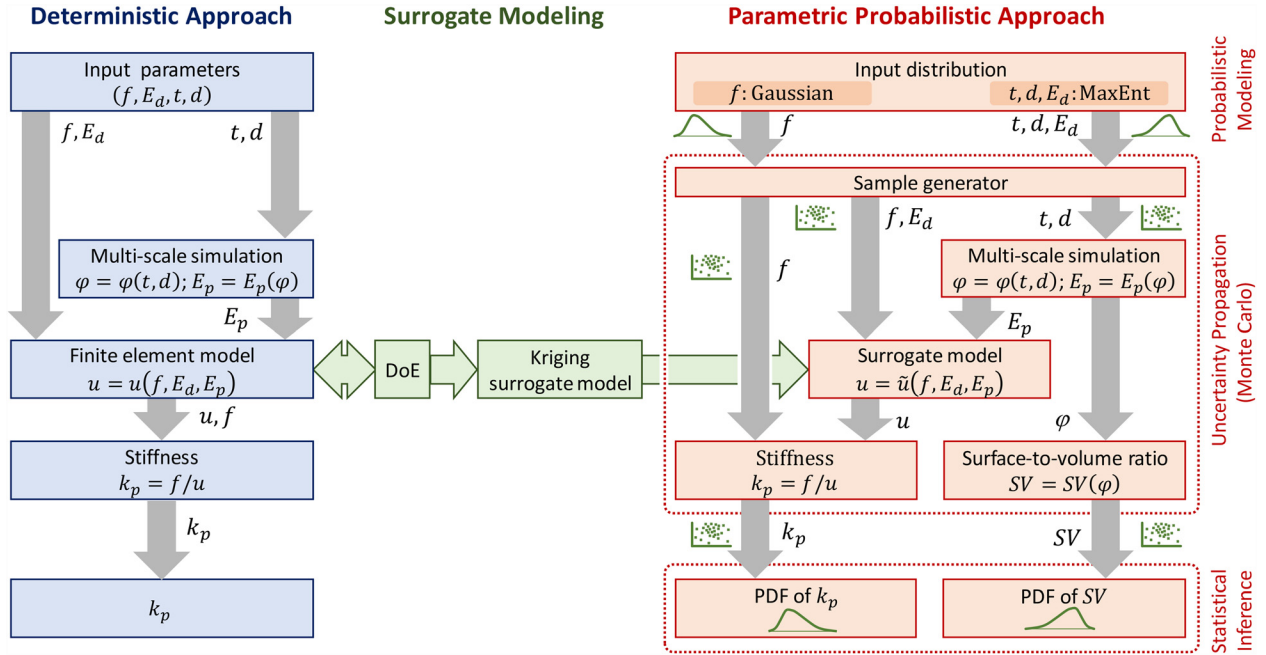 Deterministic Approach
Input parameters
(f, E_d, t, d)
f, E_d
t, d
Multi-scale simulation
φ = φ(t, d); E_p = E_p(φ)
E_p
Finite element model
u = u(f, E_d, E_p)
u, f
Stiffness
k_p = f/u
k_p
k_p
Surrogate Modeling
DoE
Kriging
surrogate model
Parametric Probabilistic Approach
Input distribution
f: Gaussian
t, d, E_d: MaxEnt
f
t, d, E_d
Sample generator
f
f, E_d
t, d
Multi-scale simulation
φ = φ(t, d); E_p = E_p(φ)
E_p
Surrogate model
u = ũ(f, E_d, E_p)
u
φ
Stiffness
k_p = f/u
Surface-to-volume ratio
SV = SV(φ)
k_p
SV
PDF of k_p
PDF of SV
Probabilistic
Modeling
Uncertainty Propagation
(Monte Carlo)
Statistical
Inference